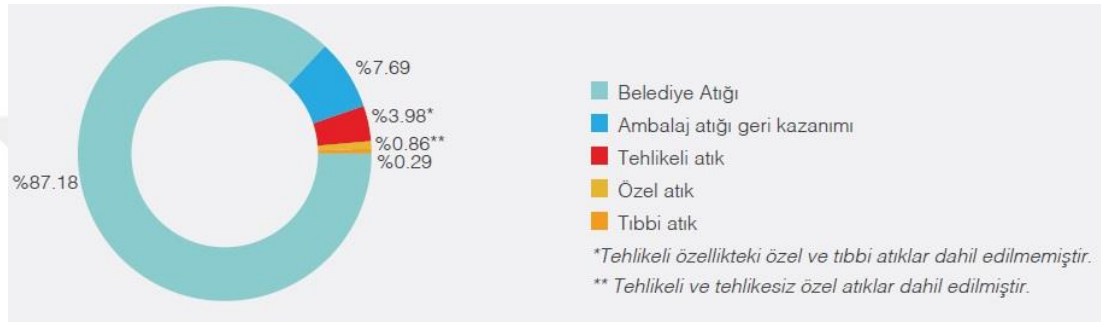 %7.69
%3.98*
%0.86**
%0.29
%87.18
Belediye Atığı
Ambalaj atığı geri kazanımı
Tehlikeli atık
Özel atık
Tıbbi atık
*Tehlikeli özellikteki özel ve tıbbi atıklar dahil edilmemiştir.
** Tehlikeli ve tehlikesiz özel atıklar dahil edilmiştir.